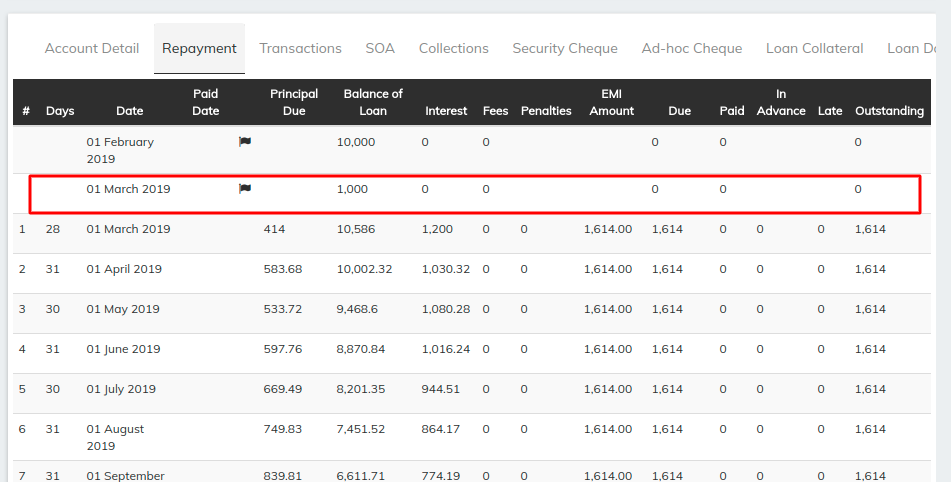 Account Detail Repayment Transactions SOA Collections Security Cheque Ad-hoc Cheque Loan Collateral Loan Do
# Days Date Paid Date Principal Due Balance of Loan Interest Fees Penalties EMI Amount Due Paid In Advance Late Outstanding
01 February 2019 10,000 0 0 0 0 0
01 March 2019 1,000 0 0 0 0 0
1 28 01 March 2019 414 10,586 1,200 0 0 1,614.00 1,614 0 0 0 1,614
2 31 01 April 2019 583.68 10,002.32 1,030.32 0 0 1,614.00 1,614 0 0 0 1,614
3 30 01 May 2019 533.72 9,468.6 1,080.28 0 0 1,614.00 1,614 0 0 0 1,614
4 31 01 June 2019 597.76 8,870.84 1,016.24 0 0 1,614.00 1,614 0 0 0 1,614
5 30 01 July 2019 669.49 8,201.35 944.51 0 0 1,614.00 1,614 0 0 0 1,614
6 31 01 August 2019 749.83 7,451.52 864.17 0 0 1,614.00 1,614 0 0 0 1,614
7 31 01 September 839.81 6,611.71 774.19 0 0 1,614.00 1,614 0 0 0 1,614